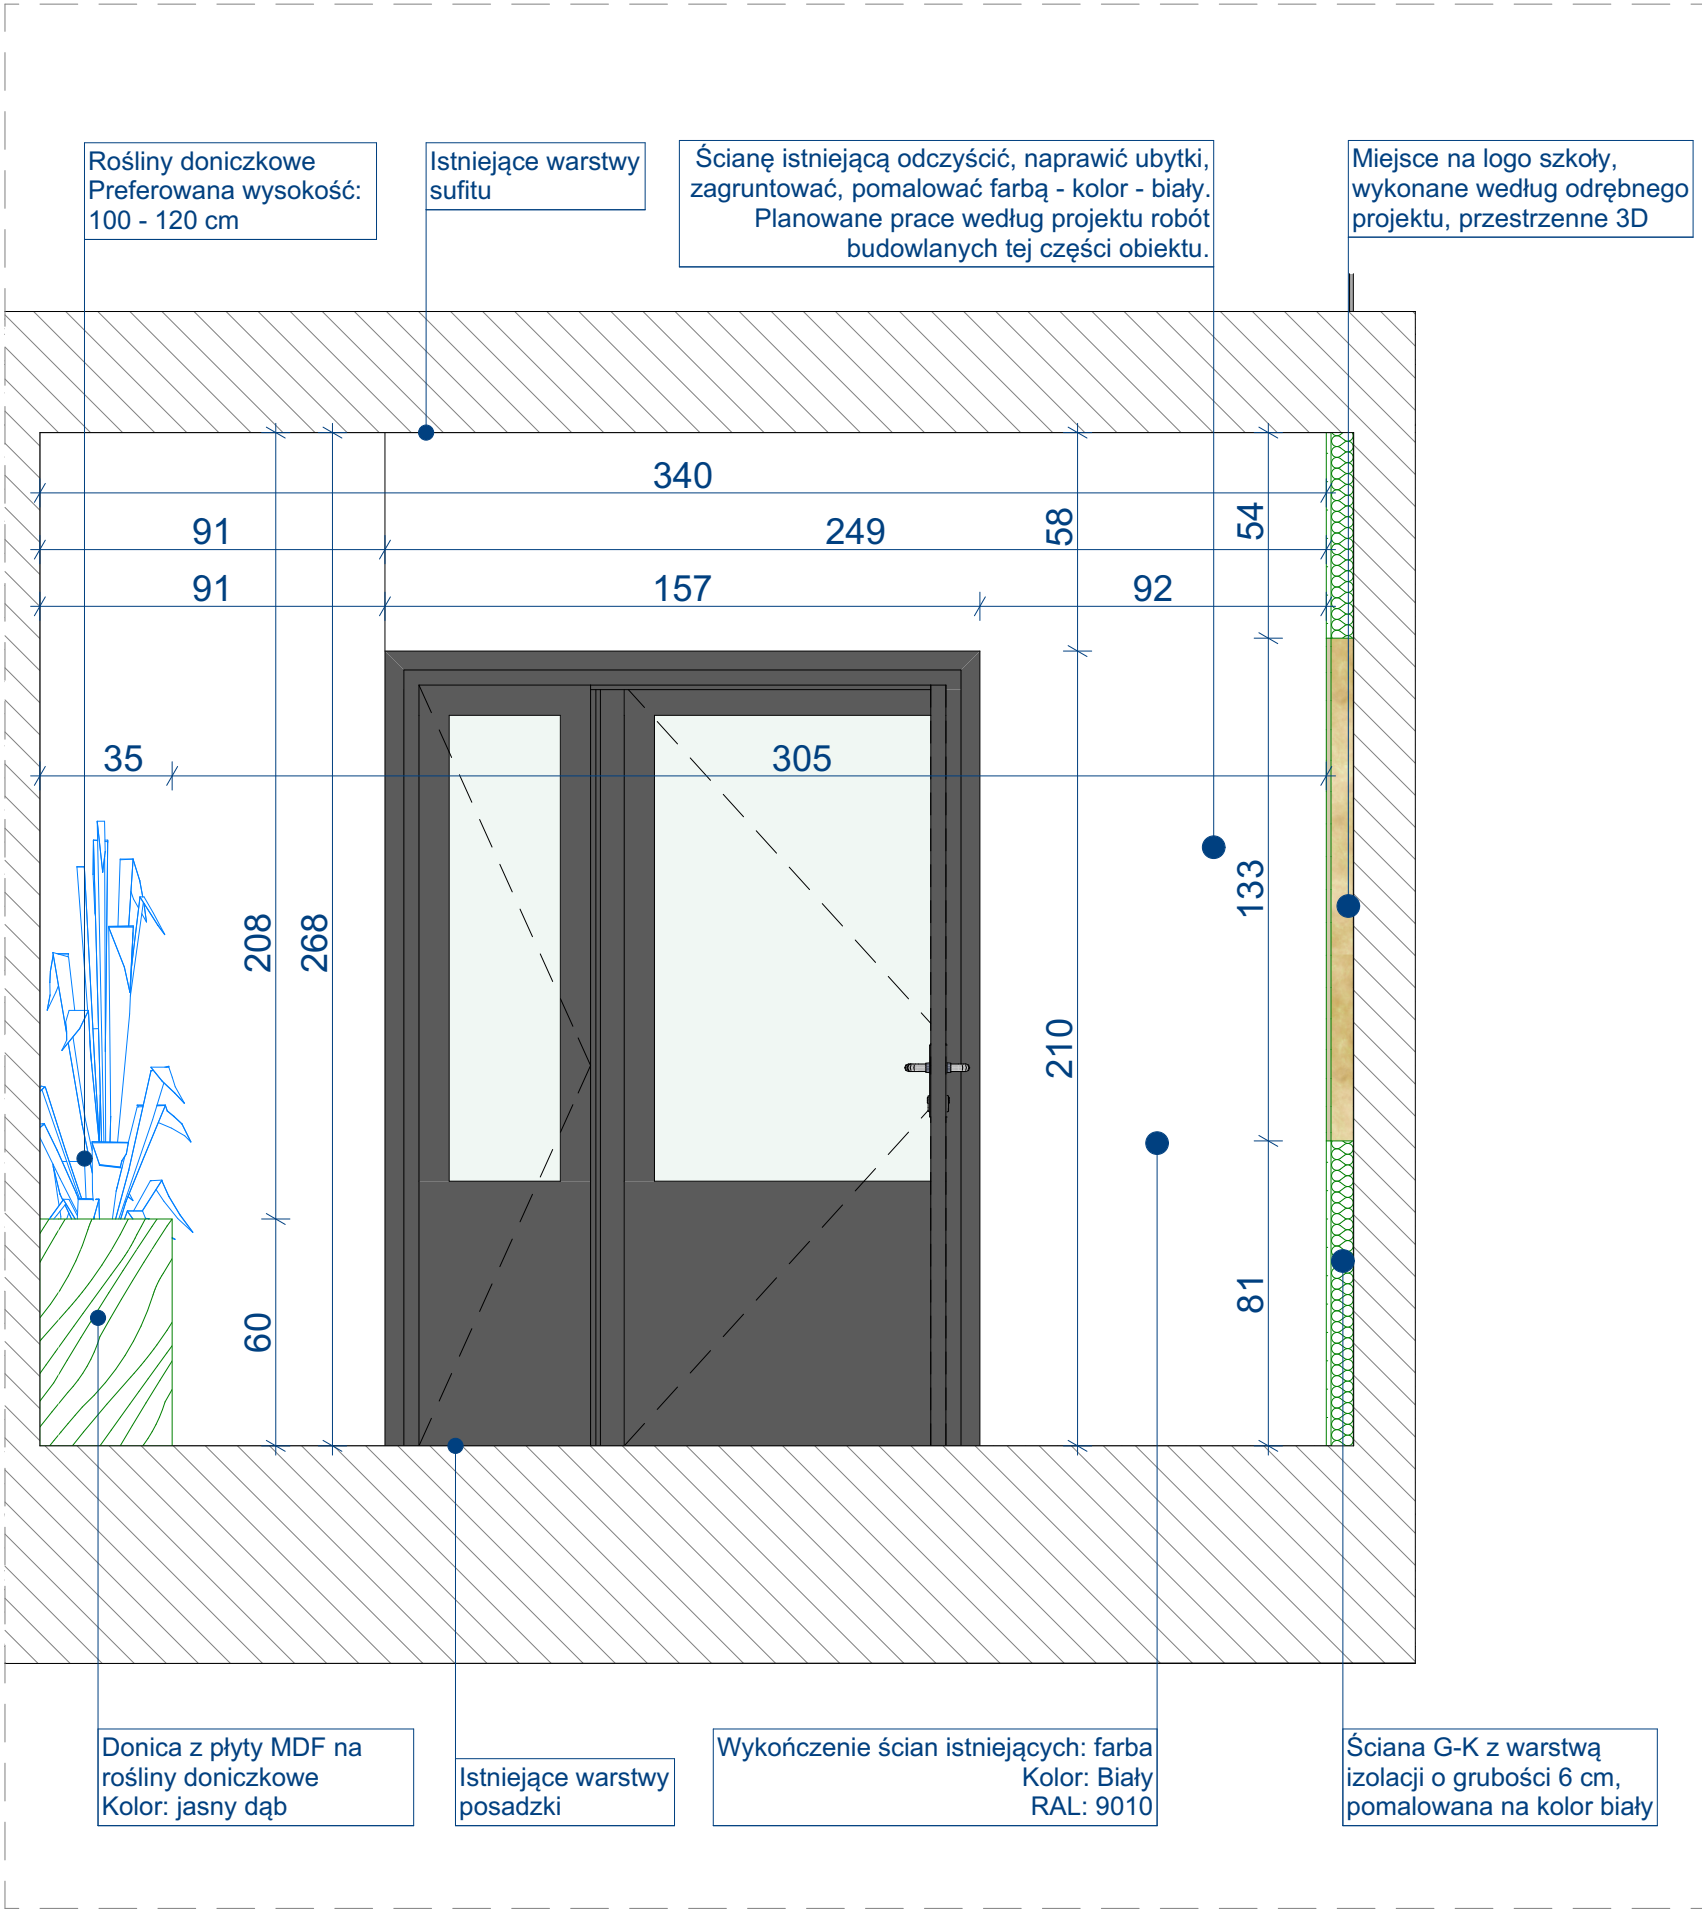 Rośliny doniczkowe
Preferowana wysokość:
100 - 120 cm
Istniejące warstwy
sufitu
Ścianę istniejącą odczyścić, naprawić ubytki,
zagruntować, pomalować farbą - kolor - biały.
Planowane prace według projektu robót
budowlanych tej części obiektu.
Miejsce na logo szkoły,
wykonane według odrębnego
projektu, przestrzenne 3D
340
91
249
58
54
91
157
92
35
305
208
268
133
210
60
81
Donica z płyty MDF na
rośliny doniczkowe
Kolor: jasny dąb
Istniejące warstwy
posadzki
Wykończenie ścian istniejących: farba
Kolor: Biały
RAL: 9010
Ściana G-K z warstwą
izolacji o grubości 6 cm,
pomalowana na kolor biały